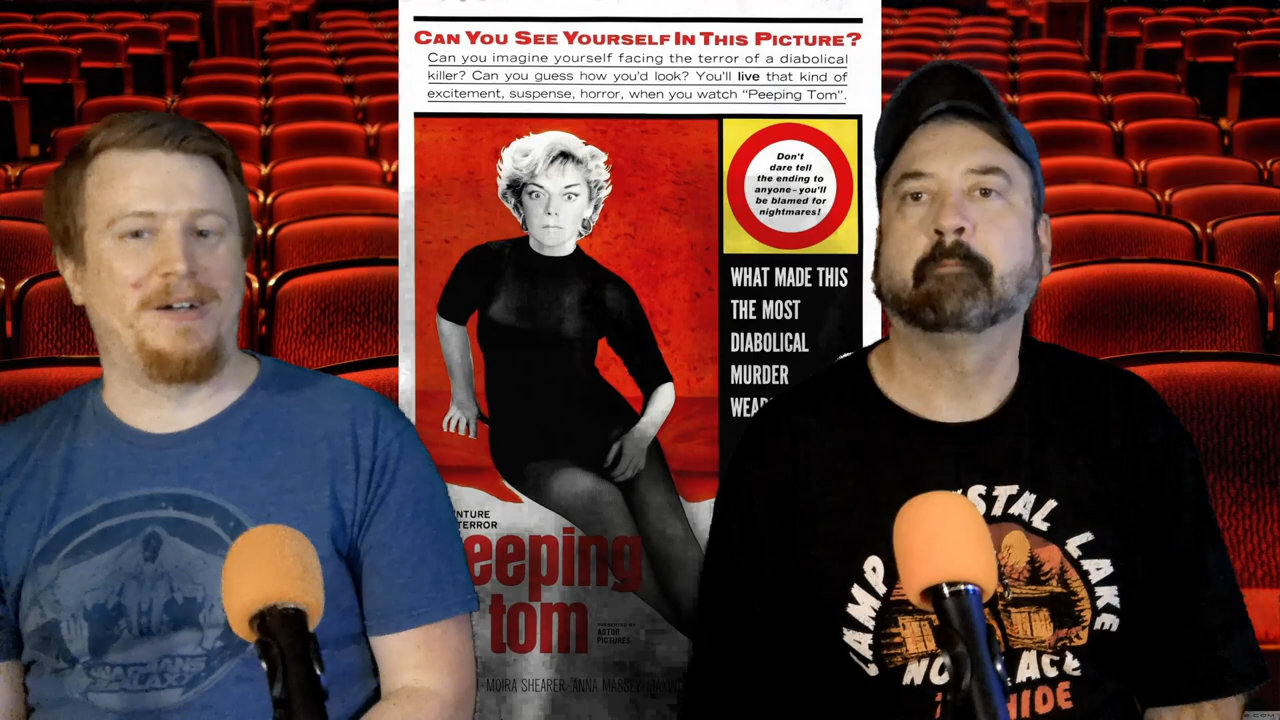 CAN YOU SEE YOURSELF IN THIS PICTURE?
Can you imagine yourself facing the terror of a diabolical
killer? Can you guess how you'd look? You'll live that kind of
excitement, suspense, horror, when you watch "Peeping Tom".
Don't
dare tell
the ending to
anyone–you'll
be blamed for
nightmares!
WHAT MADE THIS
THE MOST
DIABOLICAL
MURDER
NTURE
TERROR
eeping
tom
PRESENTED BY
ASTOR
PICTURES
MOIRA SHEARER · ANNA MASSEY
CAMP
STAL LAKE
HIDE